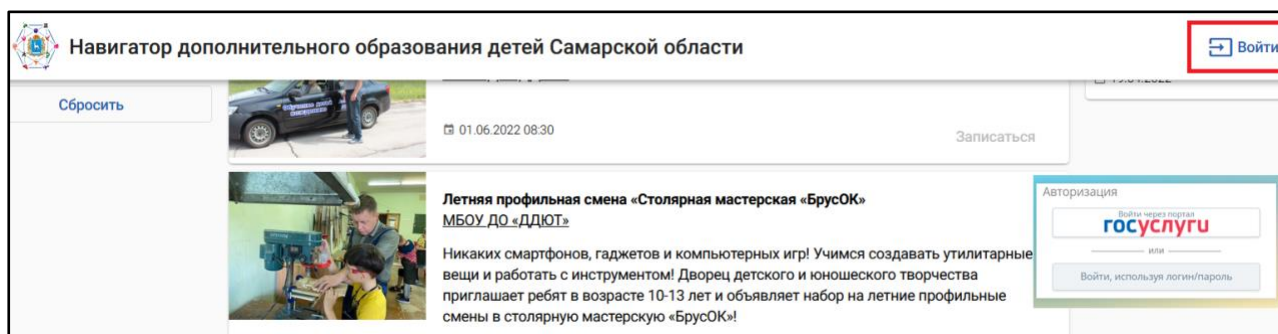 Навигатор дополнительного образования детей Самарской области
Войти
Сбросить
01.06.2022 08:30
Записаться
Летняя профильная смена «Столярная мастерская «БрусОК»
МБОУ ДО «ДДЮТ»
Никаких смартфонов, гаджетов и компьютерных игр! Учимся создавать утилитарные
вещи и работать с инструментом! Дворец детского и юношеского творчества
приглашает ребят в возрасте 10-13 лет и объявляет набор на летние профильные
смены в столярную мастерскую «БрусОК»!
Авторизация
Войти через портал
госуслуги
или
Войти, используя логин/пароль